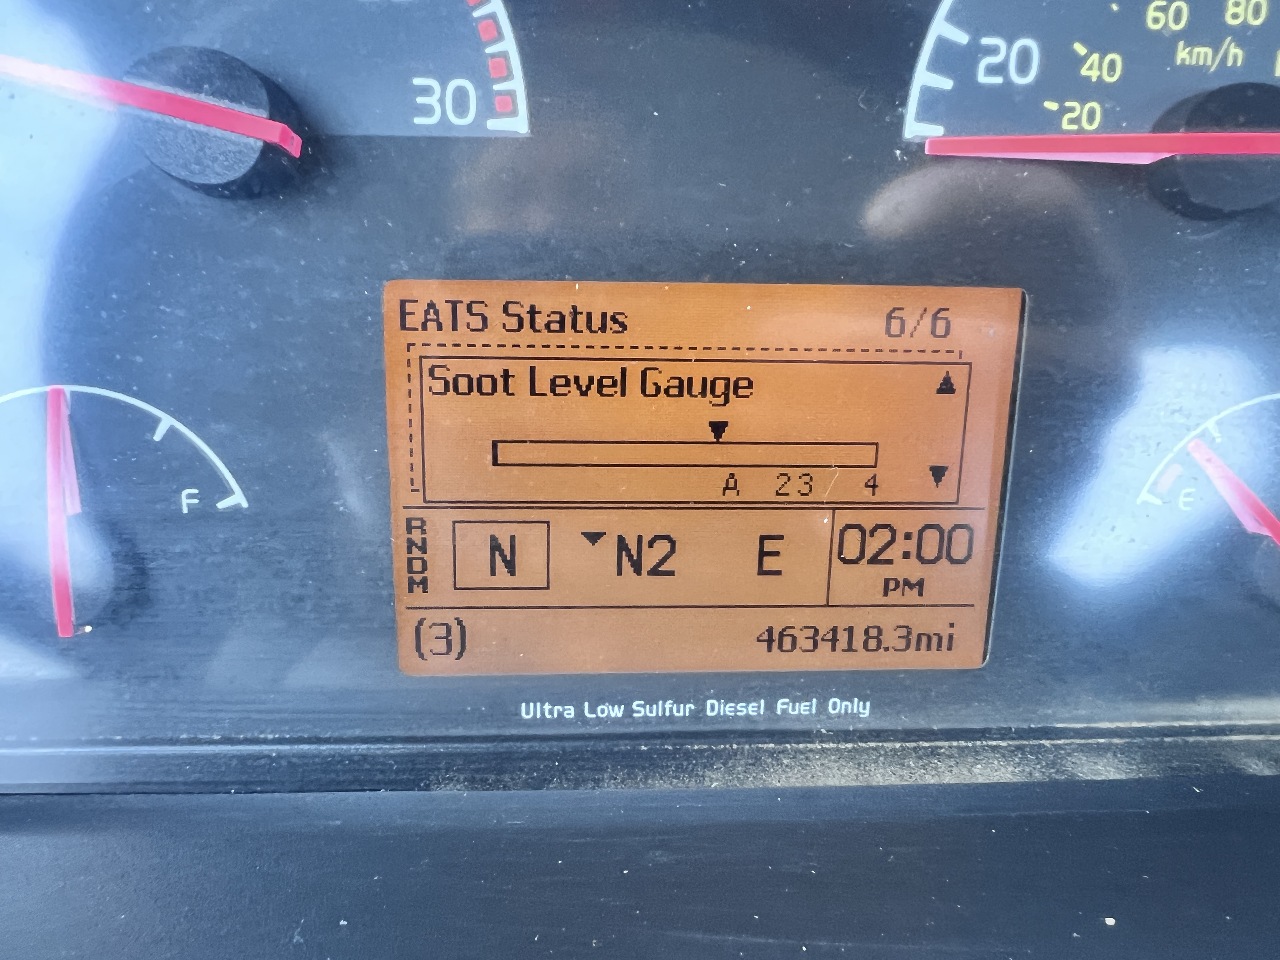 30
20
20
40
60
80
km/h
EATS Status 6/6
Soot Level Gauge
A 23 4
F
E
RNDM
N N2 E 02:00
PM
(3) 463418.3mi
Ultra Low Sulfur Diesel Fuel Only